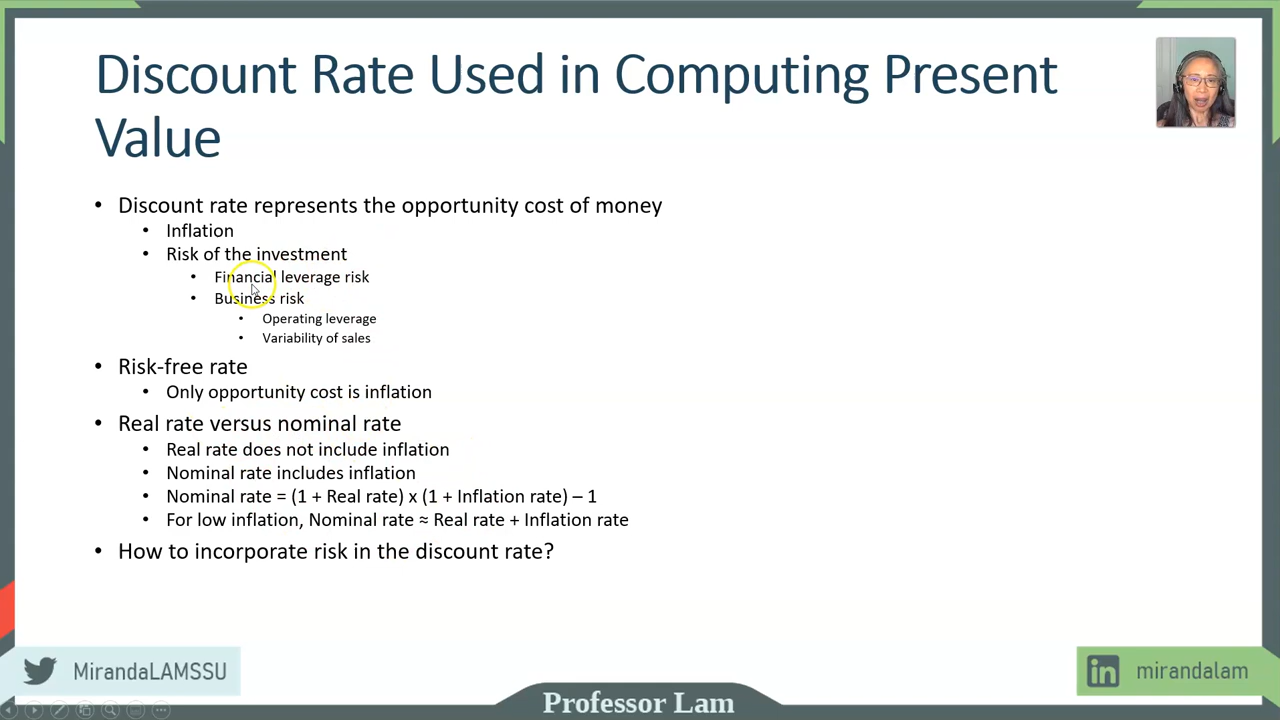 Discount Rate Used in Computing Present
Value
• Discount rate represents the opportunity cost of money
• Inflation
• Risk of the investment
• Financial leverage risk
• Business risk
• Operating leverage
• Variability of sales
• Risk-free rate
• Only opportunity cost is inflation
• Real rate versus nominal rate
• Real rate does not include inflation
• Nominal rate includes inflation
• Nominal rate = (1 + Real rate) x (1 + Inflation rate) – 1
• For low inflation, Nominal rate ≈ Real rate + Inflation rate
• How to incorporate risk in the discount rate?
MirandaLAMSSU
in mirandalam
Professor Lam